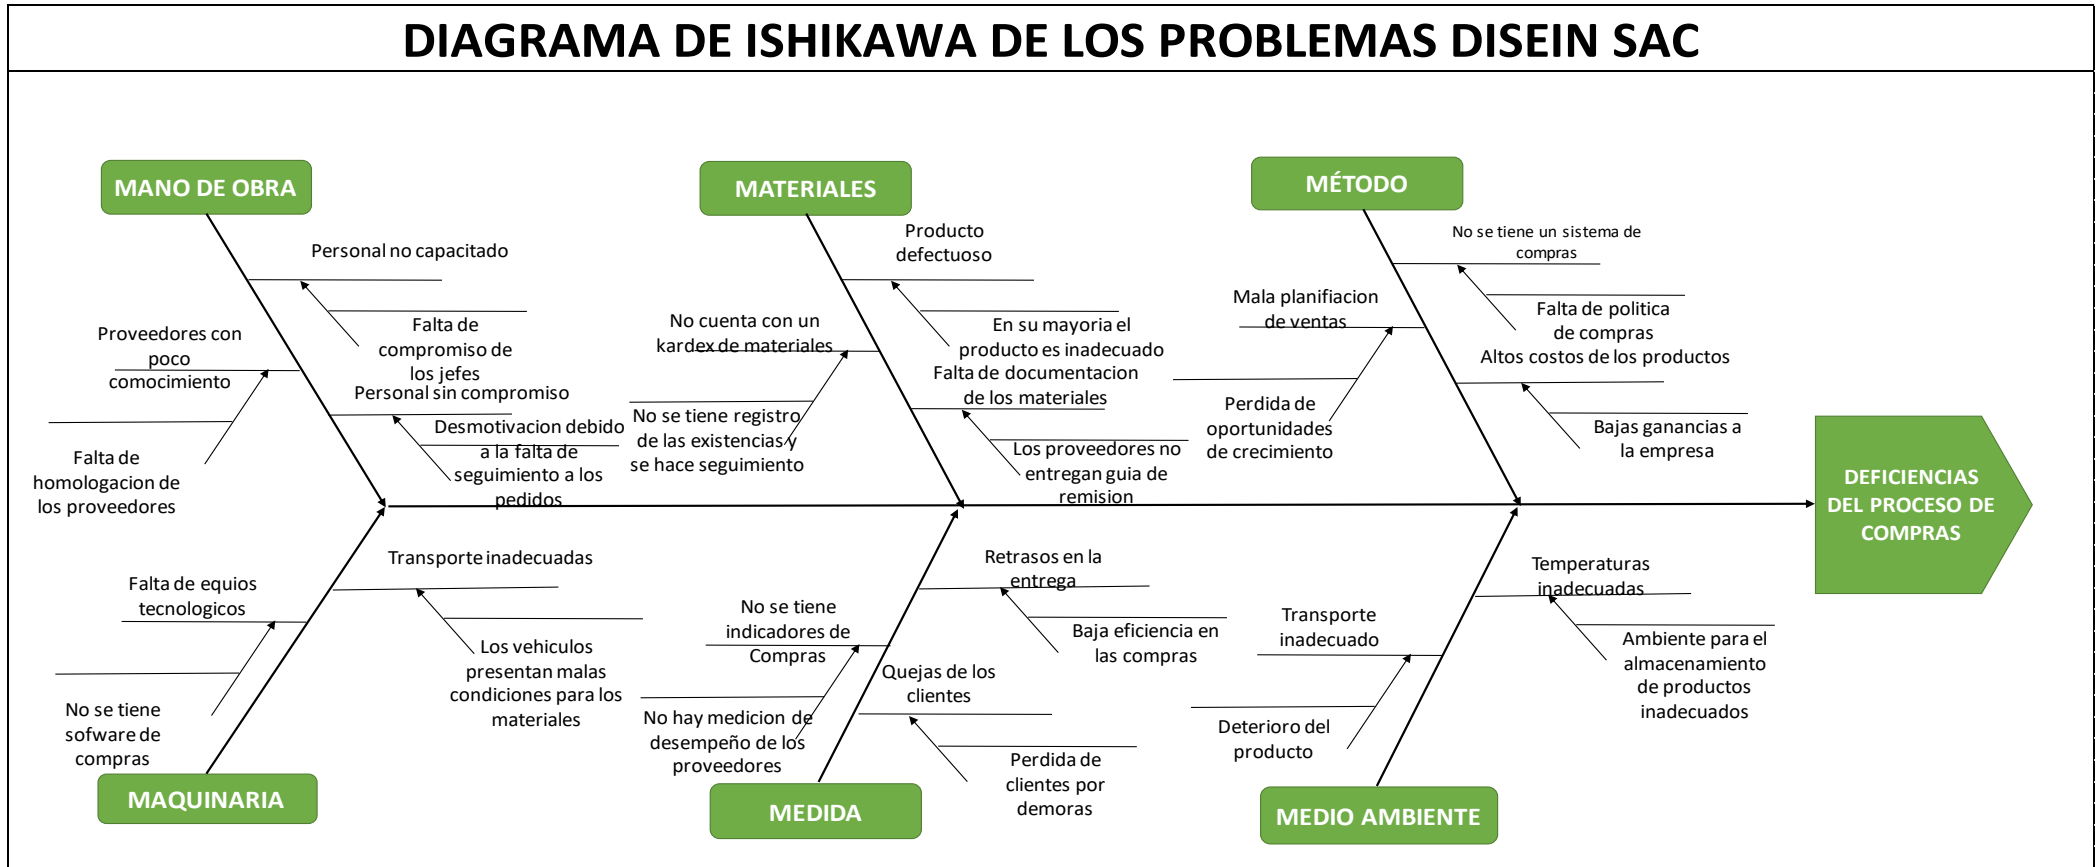 DIAGRAMA DE ISHIKAWA DE LOS PROBLEMAS DISEIN SAC
MANO DE OBRA
Personal no capacitado
Falta de
compromiso de
los jefes
Proveedores con
poco
comocimiento
Falta de
homologacion de
los proveedores
Personal sin compromiso
Desmotivacion debido
a la falta de
seguimiento a los
pedidos
MATERIALES
Producto
defectuoso
En su mayoria el
producto es inadecuado
No cuenta con un
kardex de materiales
No se tiene registro
de las existencias y
se hace seguimiento
Falta de documentacion
de los materiales
Los proveedores no
entregan guia de
remision
MÉTODO
No se tiene un sistema de
compras
Falta de politica
de compras
Mala planifiacion
de ventas
Perdida de
oportunidades
de crecimiento
Altos costos de los productos
Bajas ganancias a
la empresa
DEFICIENCIAS
DEL PROCESO DE
COMPRAS
Transporte inadecuadas
Los vehiculos
presentan malas
condiciones para los
materiales
Falta de equios
tecnologicos
No se tiene
sofware de
compras
MAQUINARIA
Retrasos en la
entrega
Baja eficiencia en
las compras
No se tiene
indicadores de
Compras
No hay medicion de
desempeño de los
proveedores
Quejas de los
clientes
Perdida de
clientes por
demoras
MEDIDA
Temperaturas
inadecuadas
Ambiente para el
almacenamiento
de productos
inadecuados
Transporte
inadecuado
Deterioro del
producto
MEDIO AMBIENTE